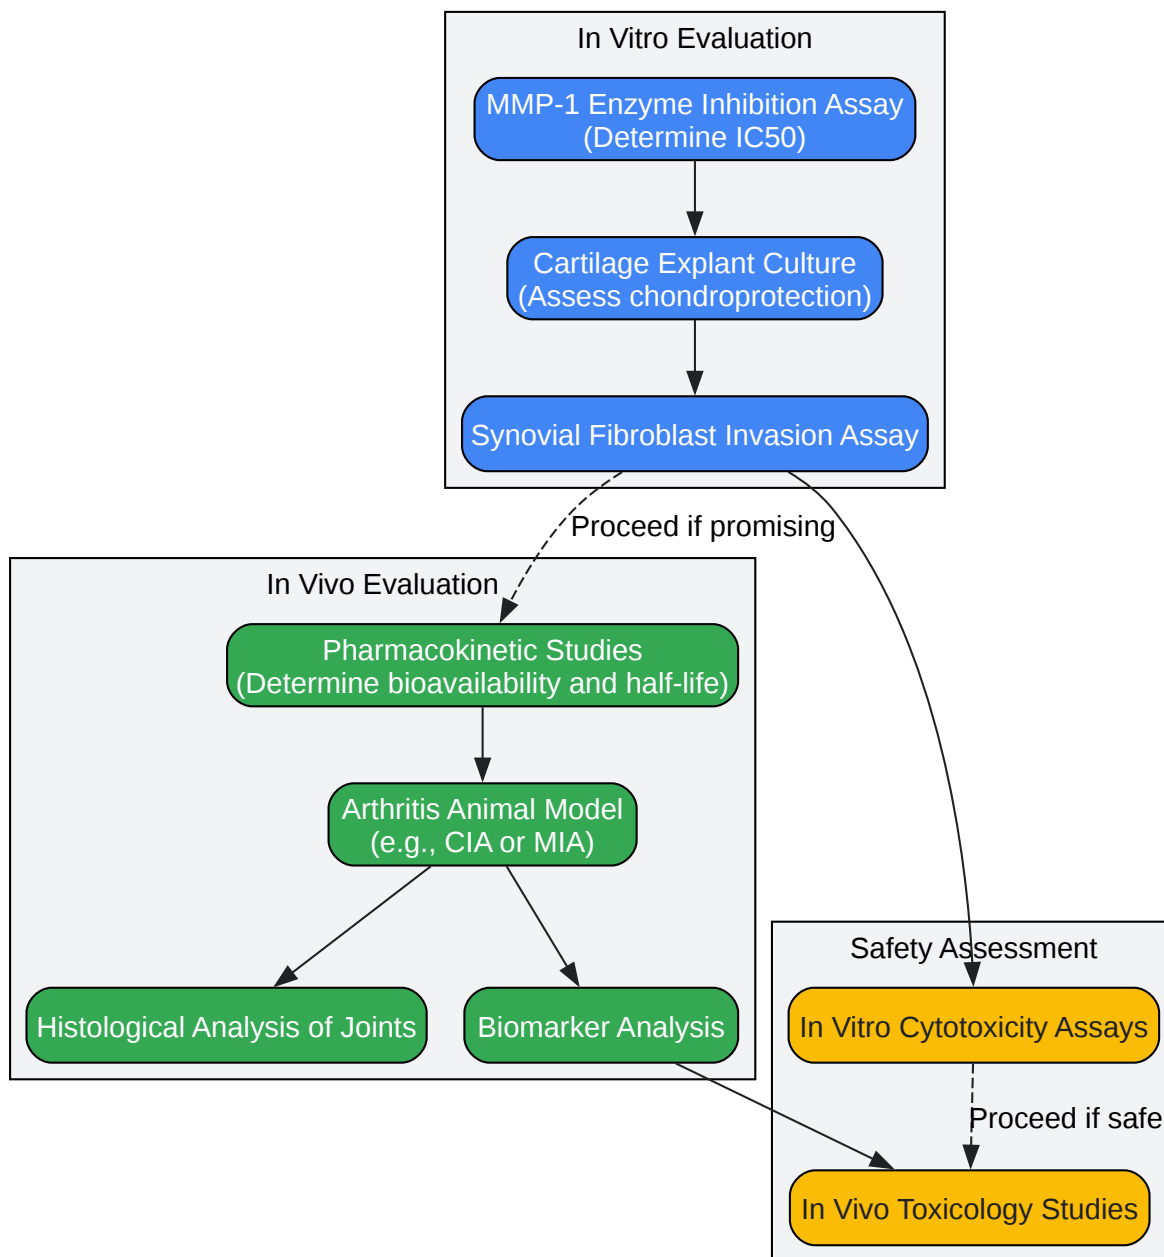 In Vitro Evaluation
MMP-1 Enzyme Inhibition Assay
(Determine IC50)
Cartilage Explant Culture
(Assess chondroprotection)
Synovial Fibroblast Invasion Assay
Proceed if promising
In Vivo Evaluation
Pharmacokinetic Studies
(Determine bioavailability and half-life)
Arthritis Animal Model
(e.g., CIA or MIA)
Histological Analysis of Joints
Biomarker Analysis
Safety Assessment
In Vitro Cytotoxicity Assays
Proceed if safe
In Vivo Toxicology Studies